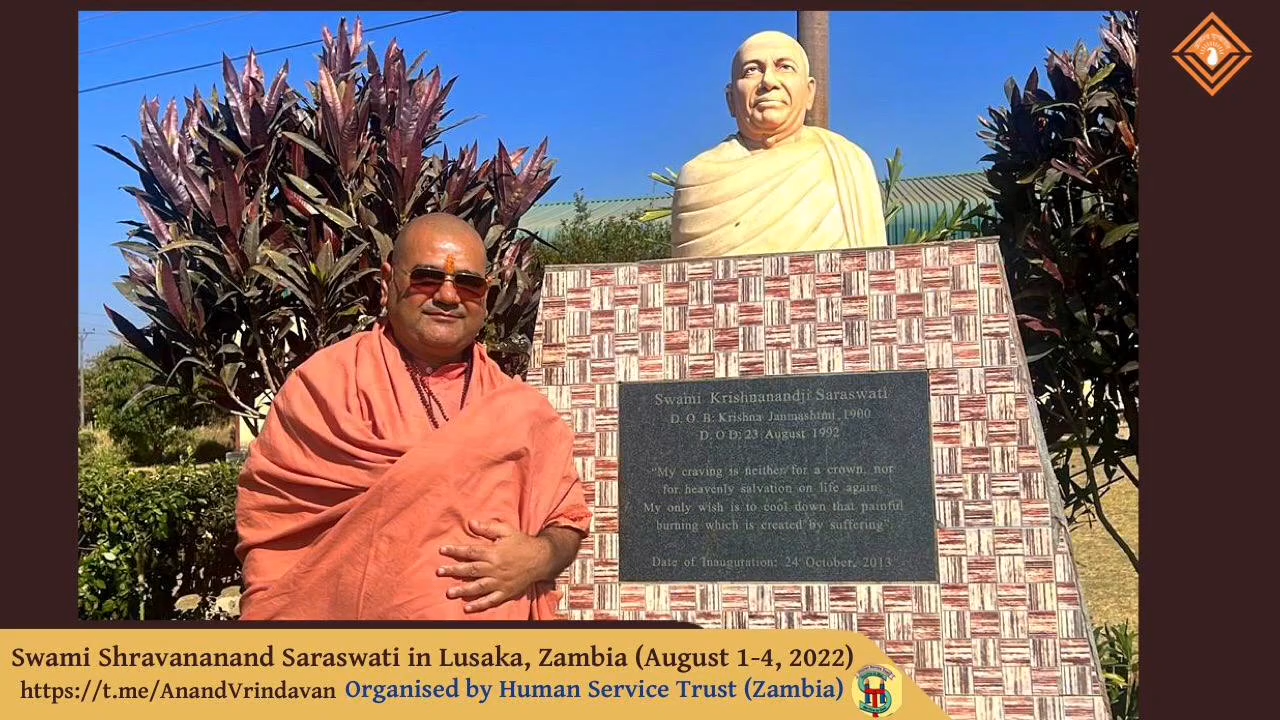 Swami Krishnanandji Saraswati
D. O. B: Krishna Janmashtmi 1900
D. O D: 23 August 1992
"My craving is neither for a crown, nor
for heavenly salvation on life again.
My only wish is to cool down that painful
burning which is created by suffering".
Date of Inauguration: 24 October, 2013
Swami Shravananand Saraswati in Lusaka, Zambia (August 1-4, 2022)
https://t.me/AnandVrindavan Organised by Human Service Trust (Zambia)